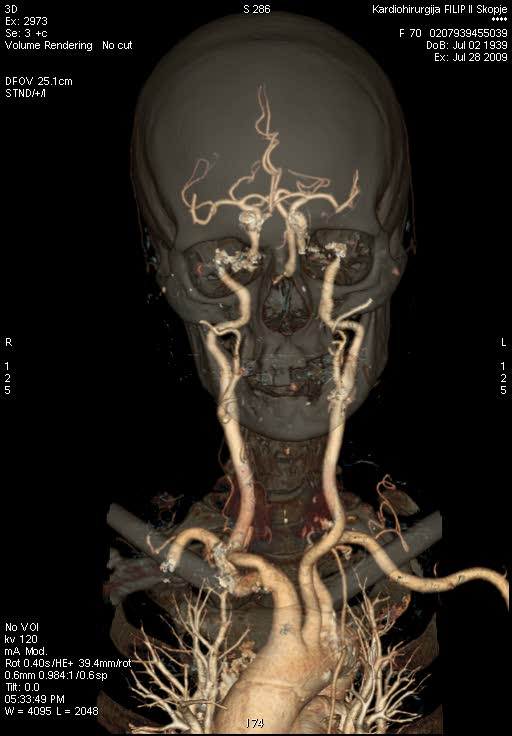 3D
Ex: 2973
Se: 3 +c
Volume Rendering No cut
DFOV 25.1cm
STND/+/I
S 286
Kardiohirurgija FILIP II Skopje
****
F 70 0207939455039
DoB: Jul 02 1939
Ex: Jul 28 2009
R
1
2
5
L
1
2
5
No VOI
kv 120
mA Mod.
Rot 0.40s/HE+ 39.4mm/rot
0.6mm 0.984:1/0.6sp
Tilt: 0.0
05:33:49 PM
W = 4095 L = 2048
I 74